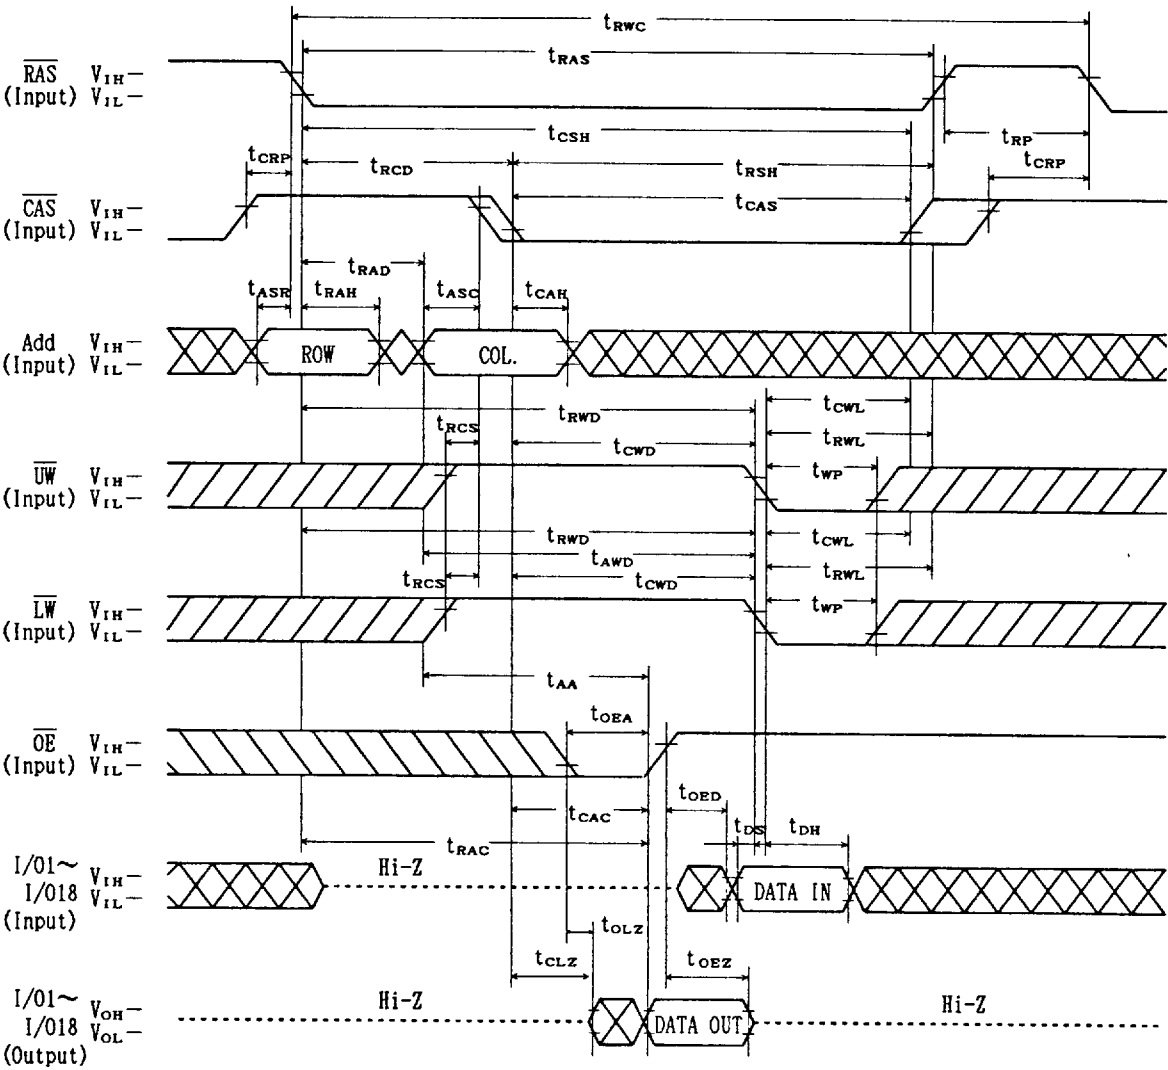 tRWC
tRAS
RAS VIH—
(Input) VIL—
tCSH
tRP
tCRP tRCD tRSH tCRP
CAS VIH—
(Input) VIL—
tCAS
tRAD
tASR tRAH tASC tCAH
Add VIH—
(Input) VIL—
ROW COL.
tRWD tCWL
tRCS tCWD tRWL
UW VIH—
(Input) VIL—
tWP
tRWD tCWL
tAWD tRWL
tRCS tCWD
LW VIH—
(Input) VIL—
tWP
tAA
tOEA
OE VIH—
(Input) VIL—
tCAC tOED
tRAC tDS tDH
I/O1~ VIH—
I/O18 VIL—
(Input)
Hi-Z DATA IN
tOLZ
tCLZ tOEZ
I/O1~ VOH—
I/O18 VOL—
(Output)
Hi-Z DATA OUT Hi-Z